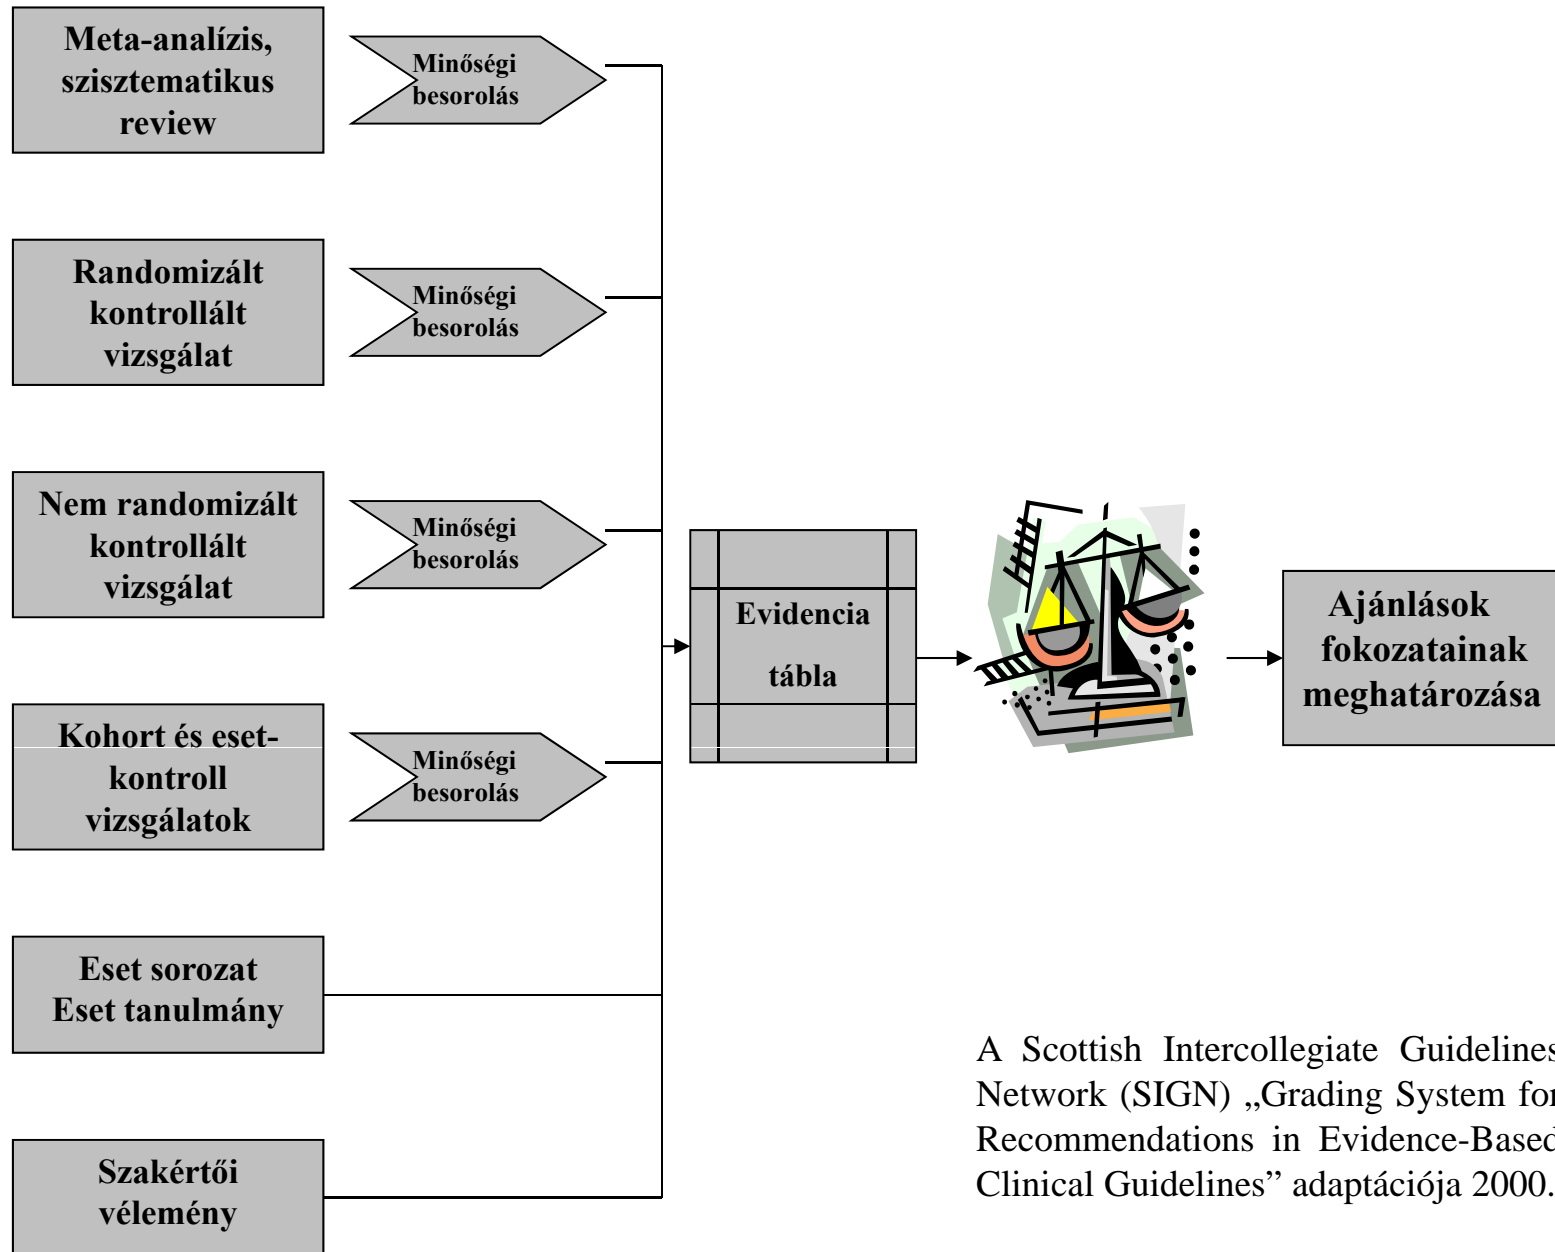 Meta-analízis,
szisztematikus
review
Minőségi
besorolás
Randomizált
kontrollált
vizsgálat
Minőségi
besorolás
Nem randomizált
kontrollált
vizsgálat
Minőségi
besorolás
Kohort és eset-
kontroll
vizsgálatok
Minőségi
besorolás
Eset sorozat
Eset tanulmány
Szakértői
vélemény
Evidencia
tábla
Ajánlások
fokozatainak
meghatározása
A Scottish Intercollegiate Guidelines
Network (SIGN) „Grading System for
Recommendations in Evidence-Based
Clinical Guidelines” adaptációja 2000.